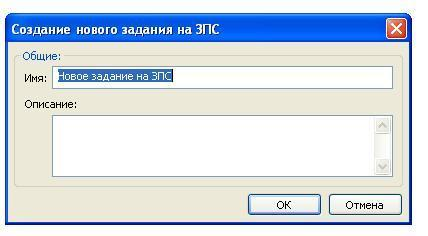 Создание нового задания на ЗПС
Общие:
Имя: Новое задание на ЗПС
Описание:
ОК Отмена